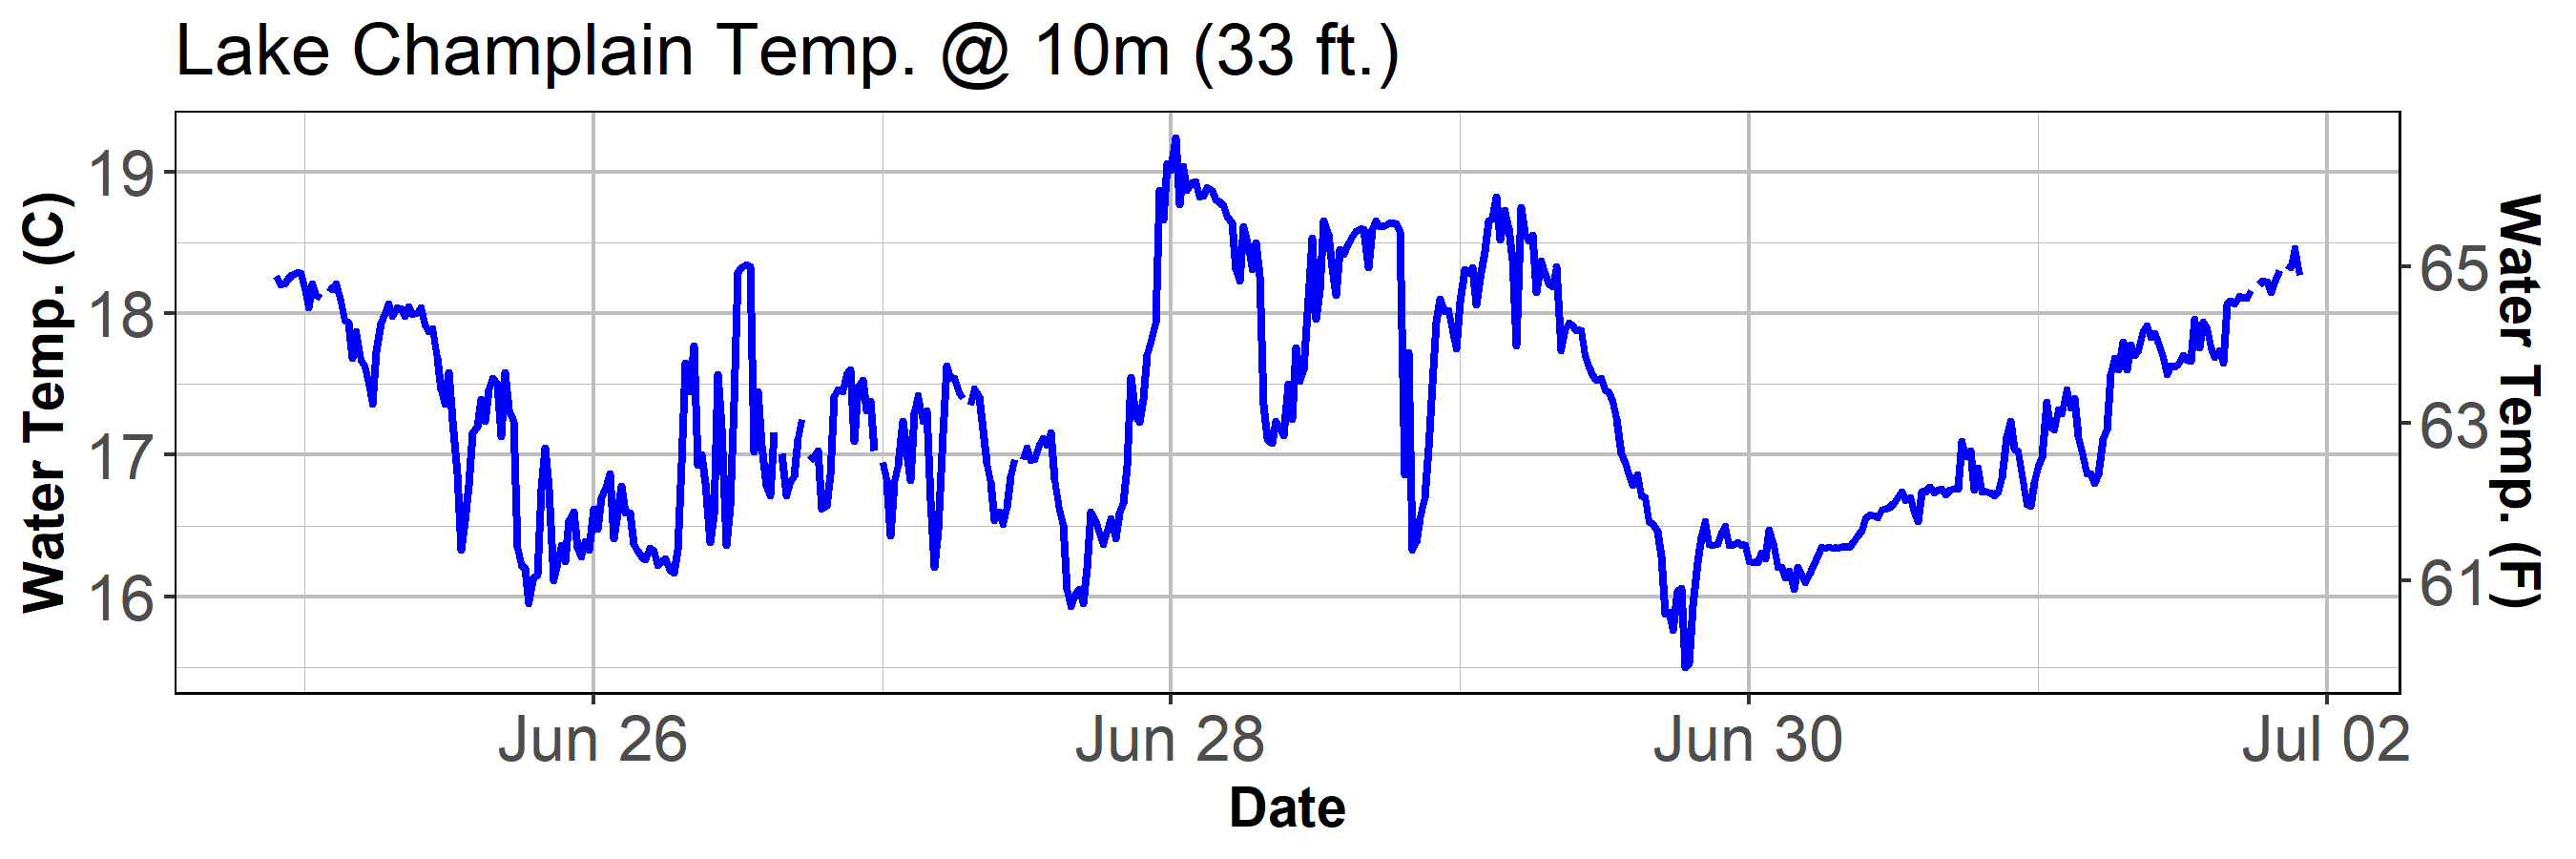 Lake Champlain Temp. @ 10m (33 ft.)
Water Temp. (C)
19
18
17
16
65
63
61
Water Temp. (F)
Jun 26
Jun 28
Jun 30
Jul 02
Date